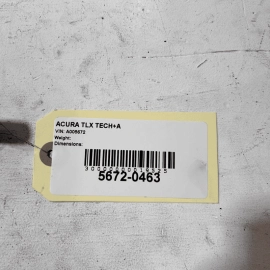 ACURA TLX TECH+A
VIN: A005672
Weight:
Dimensions:
5672-0463